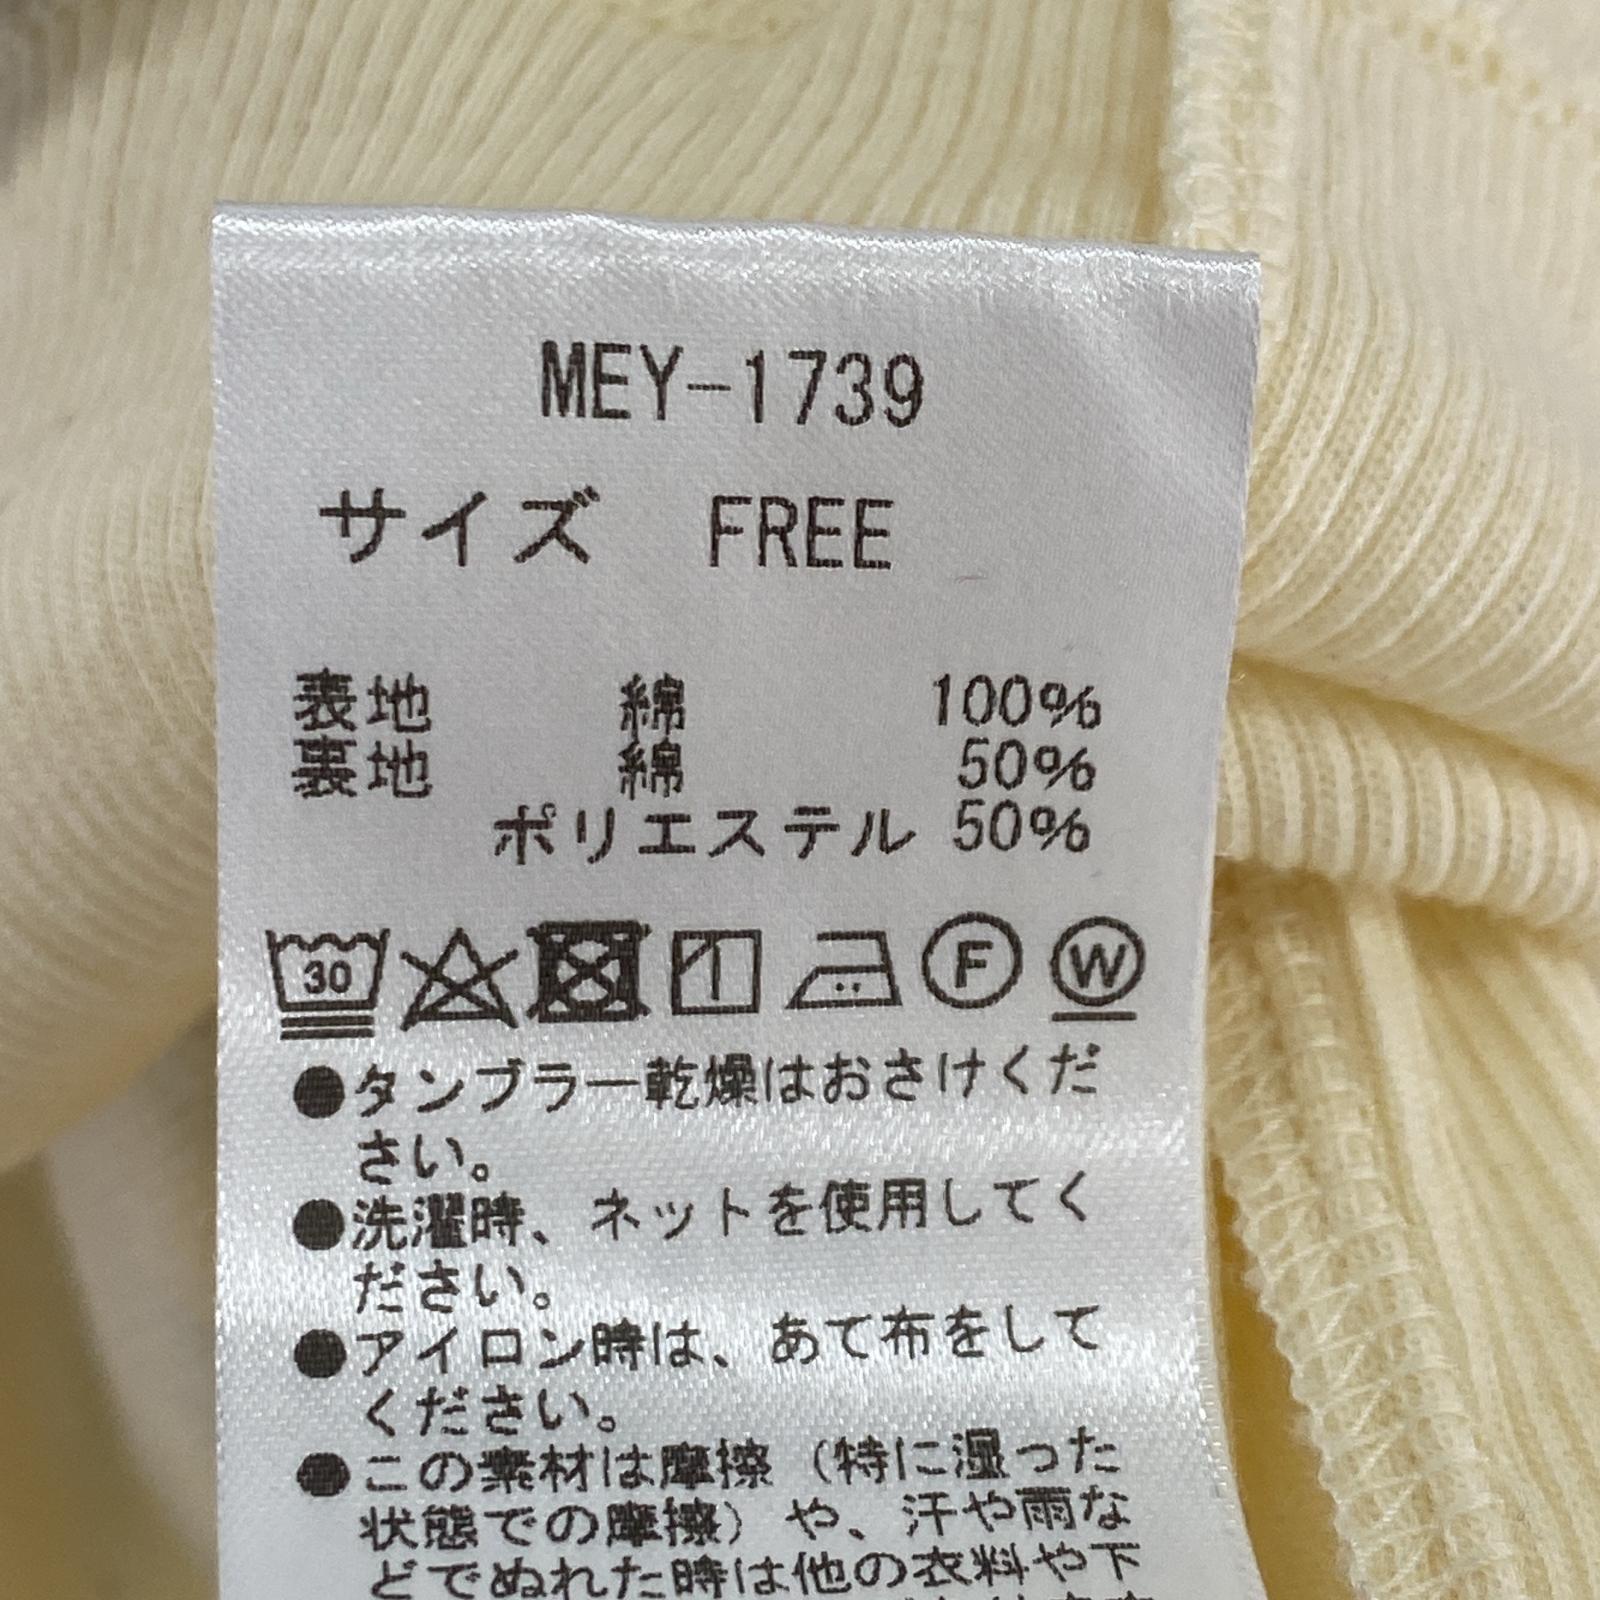 MEY-1739
サイズ FREE
表地 綿 100%
裏地 綿 50%
ポリエステル 50%
30 F W
●タンブラー乾燥はおさけくだ
さい。
●洗濯時、ネットを使用してく
ださい。
●アイロン時は、あて布をして
ください。
●この素材は摩擦（特に湿った
状態での摩擦）や、汗や雨な
どでぬれた時は他の衣料や下